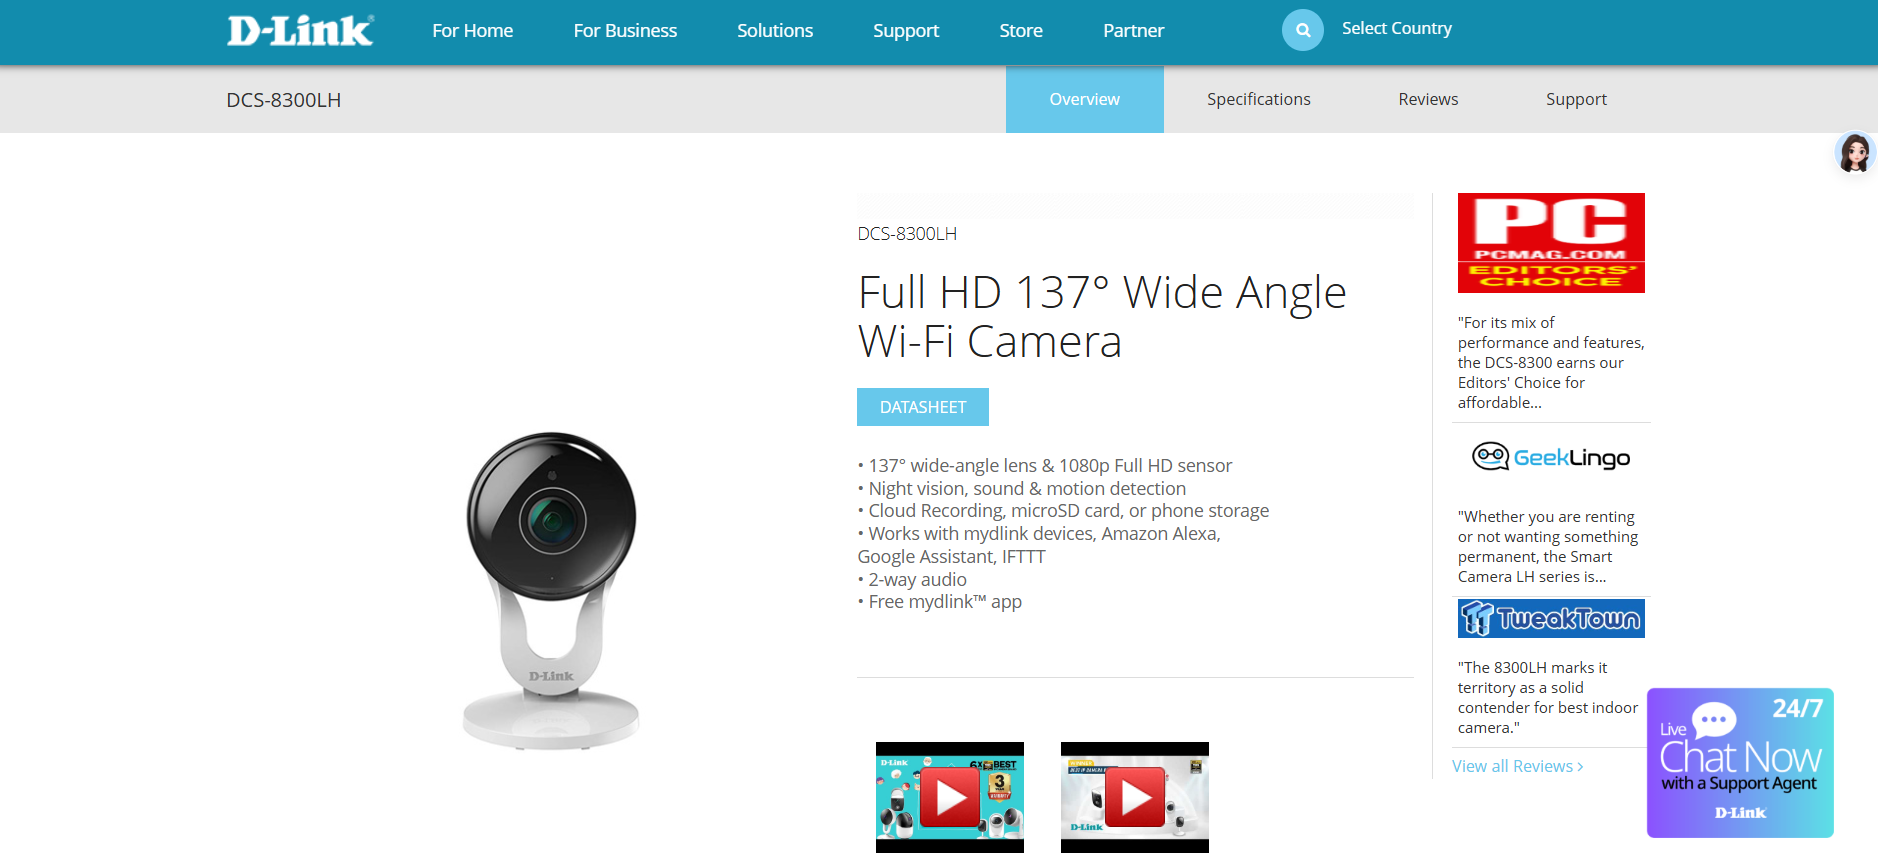 D-Link
For Home
For Business
Solutions
Support
Store
Partner
Select Country
DCS-8300LH
Overview
Specifications
Reviews
Support
DCS-8300LH
Full HD 137° Wide Angle
Wi-Fi Camera
DATASHEET
• 137° wide-angle lens & 1080p Full HD sensor
• Night vision, sound & motion detection
• Cloud Recording, microSD card, or phone storage
• Works with mydlink devices, Amazon Alexa,
Google Assistant, IFTTT
• 2-way audio
• Free mydlink™ app
D-Link
D-Link
BEST
3
D-Link
PC
PCMAG.COM
EDITORS'
CHOICE
"For its mix of
performance and features,
the DCS-8300 earns our
Editors' Choice for
affordable...
GeekLingo
"Whether you are renting
or not wanting something
permanent, the Smart
Camera LH series is...
TweakTown
"The 8300LH marks it
territory as a solid
contender for best indoor
camera."
View all Reviews >
24/7
Live
Chat Now
with a Support Agent
D-Link